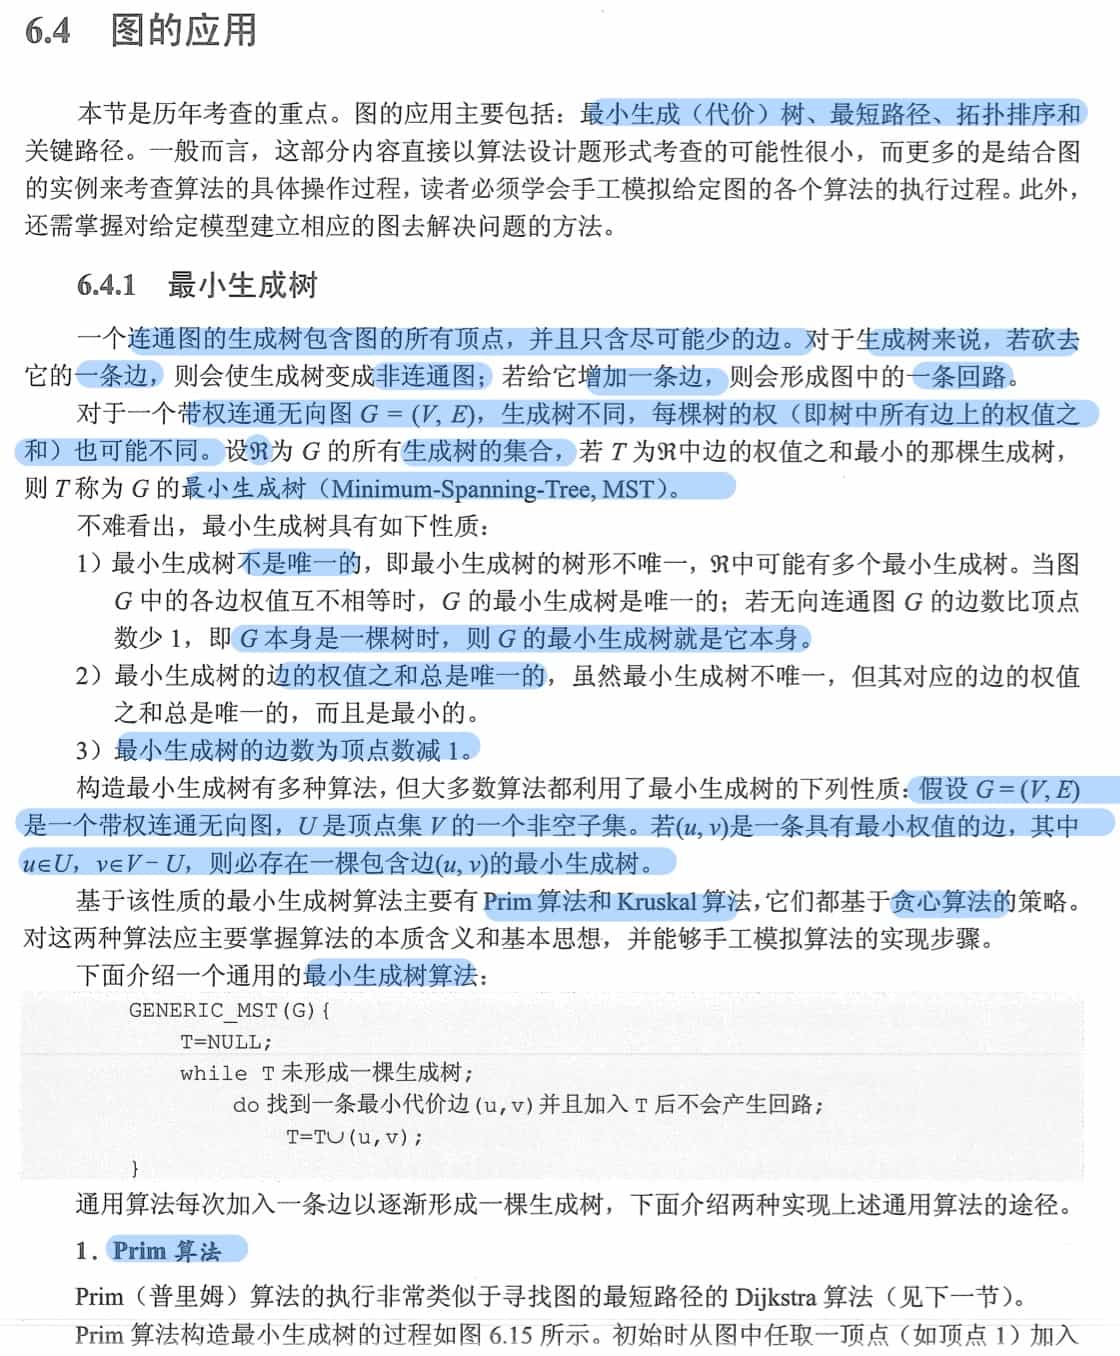 6.4 图的应用
本节是历年考查的重点。图的应用主要包括：最小生成（代价）树、最短路径、拓扑排序和
关键路径。一般而言，这部分内容直接以算法设计题形式考查的可能性很小，而更多的是结合图
的实例来考查算法的具体操作过程，读者必须学会手工模拟给定图的各个算法的执行过程。此外，
还需掌握对给定模型建立相应的图去解决问题的方法。
6.4.1 最小生成树
一个连通图的生成树包含图的所有顶点，并且只含尽可能少的边。对于生成树来说，若砍去
它的一条边，则会使生成树变成非连通图；若给它增加一条边，则会形成图中的一条回路。
对于一个带权连通无向图 G = (V, E)，生成树不同，每棵树的权（即树中所有边上的权值之
和）也可能不同。设ℜ为 G 的所有生成树的集合，若 T 为ℜ中边的权值之和最小的那棵生成树，
则 T 称为 G 的最小生成树（Minimum-Spanning-Tree, MST）。
不难看出，最小生成树具有如下性质：
1）最小生成树不是唯一的，即最小生成树的树形不唯一，ℜ中可能有多个最小生成树。当图
G 中的各边权值互不相等时，G 的最小生成树是唯一的；若无向连通图 G 的边数比顶点
数少 1，即 G 本身是一棵树时，则 G 的最小生成树就是它本身。
2）最小生成树的边的权值之和总是唯一的，虽然最小生成树不唯一，但其对应的边的权值
之和总是唯一的，而且是最小的。
3）最小生成树的边数为顶点数减 1。
构造最小生成树有多种算法，但大多数算法都利用了最小生成树的下列性质：假设 G = (V, E)
是一个带权连通无向图，U 是顶点集 V 的一个非空子集。若(u, v)是一条具有最小权值的边，其中
u∈U，v∈V − U，则必存在一棵包含边(u, v)的最小生成树。
基于该性质的最小生成树算法主要有 Prim 算法和 Kruskal 算法，它们都基于贪心算法的策略。
对这两种算法应主要掌握算法的本质含义和基本思想，并能够手工模拟算法的实现步骤。
下面介绍一个通用的最小生成树算法：
GENERIC_MST(G){
T=NULL;
while T 未形成一棵生成树;
do 找到一条最小代价边(u,v)并且加入 T 后不会产生回路;
T=T∪(u,v);
}
通用算法每次加入一条边以逐渐形成一棵生成树，下面介绍两种实现上述通用算法的途径。
1. Prim 算法
Prim（普里姆）算法的执行非常类似于寻找图的最短路径的 Dijkstra 算法（见下一节）。
Prim 算法构造最小生成树的过程如图 6.15 所示。初始时从图中任取一顶点（如顶点 1）加入